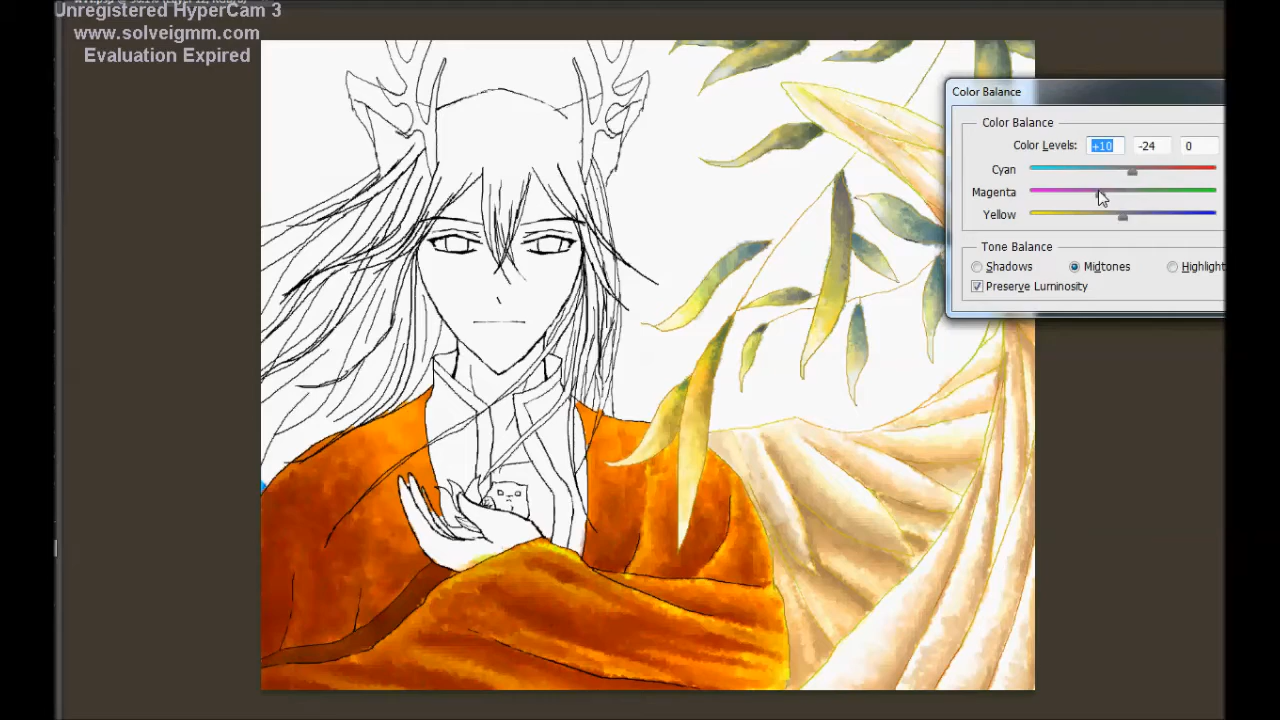 Unregistered HyperCam 3
www.solveigmm.com
Evaluation Expired
Color Balance
Color Balance
Color Levels: +10 -24 0
Cyan
Magenta
Yellow
Tone Balance
Shadows Midtones Highlight
Preserve Luminosity